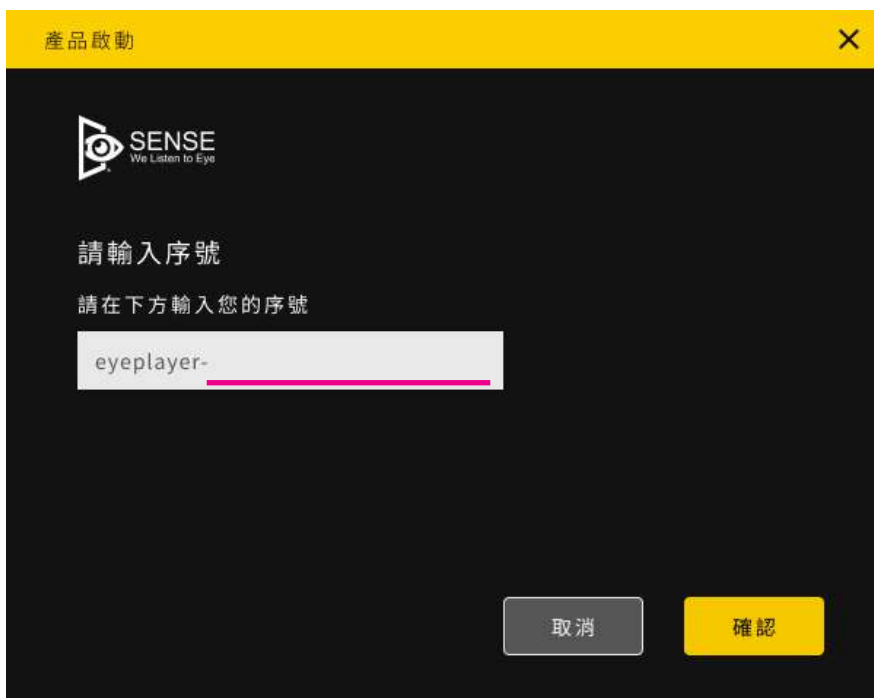 產品啟動
SENSE
We Listen to Eye
請輸入序號
請在下方輸入您的序號
eyeplayer-
取消
確認